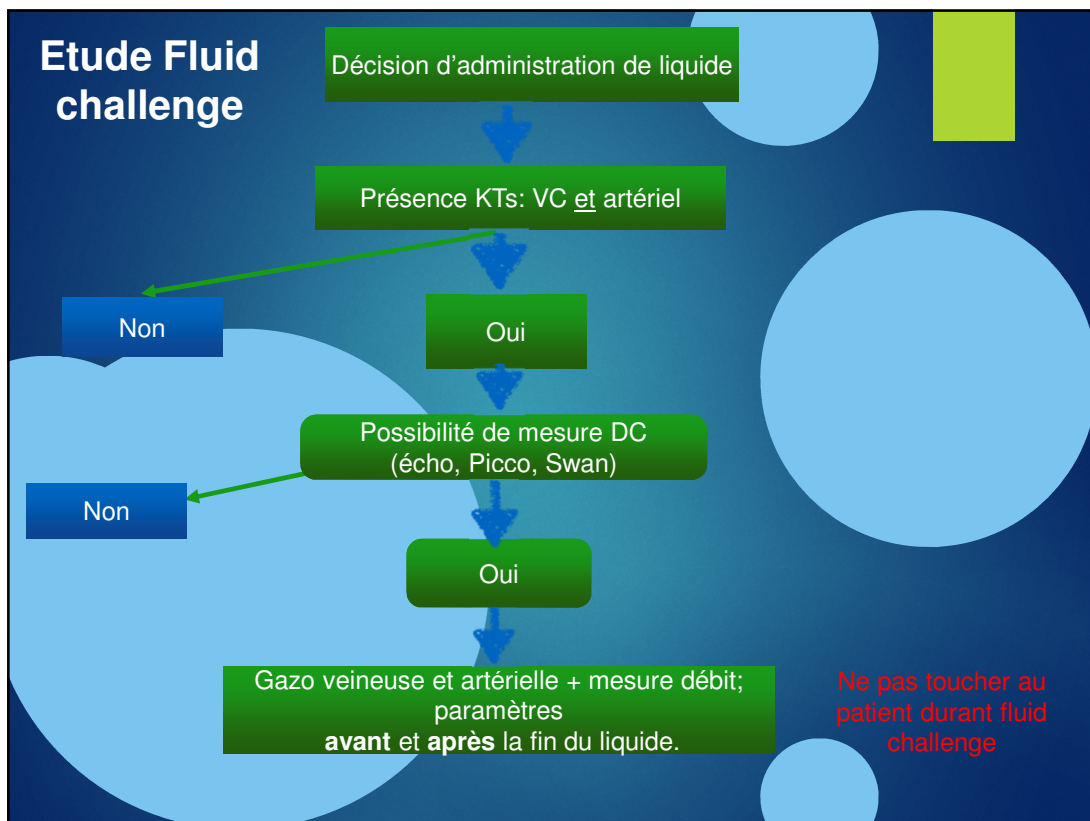 Etude Fluid
challenge
Décision d'administration de liquide
Présence KTs: VC et artériel
Non
Oui
Possibilité de mesure DC
(écho, Picco, Swan)
Non
Oui
Gazo veineuse et artérielle + mesure débit;
paramètres
avant et après la fin du liquide.
Ne pas toucher au
patient durant fluid
challenge